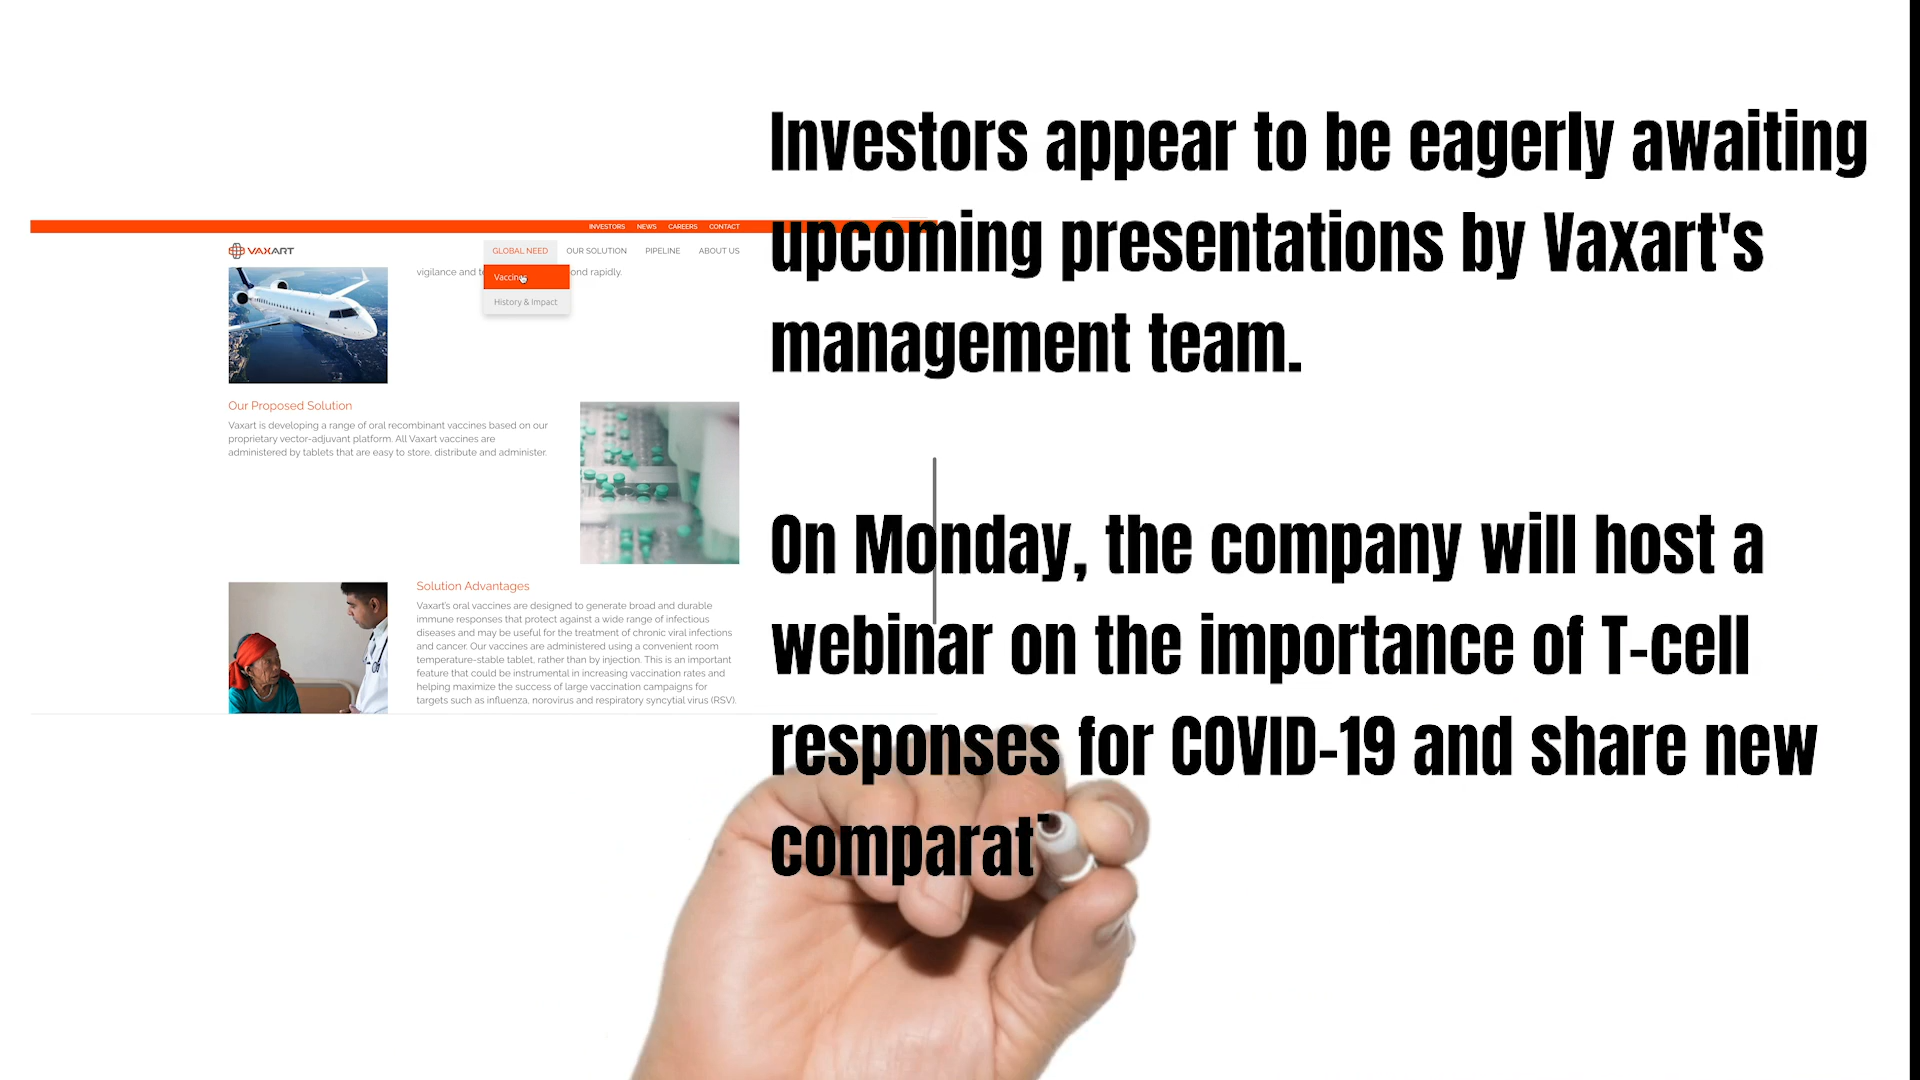 INVESTORS NEWS CAREERS CONTACT
VAXART
GLOBAL NEED OUR SOLUTION PIPELINE ABOUT US
vigilance and ond rapidly.
Vaccines
History & Impact
Our Proposed Solution
Vaxart is developing a range of oral recombinant vaccines based on our
proprietary vector-adjuvant platform. All Vaxart vaccines are
administered by tablets that are easy to store, distribute and administer.
Solution Advantages
Vaxart's oral vaccines are designed to generate broad and durable
immune responses that protect against a wide range of infectious
diseases and may be useful for the treatment of chronic viral infections
and cancer. Our vaccines are administered using a convenient room
temperature-stable tablet, rather than by injection. This is an important
feature that could be instrumental in increasing vaccination rates and
helping maximize the success of large vaccination campaigns for
targets such as influenza, norovirus and respiratory syncytial virus (RSV).
Investors appear to be eagerly awaiting
upcoming presentations by Vaxart's
management team.
On Monday, the company will host a
webinar on the importance of T-cell
responses for COVID-19 and share new
comparat